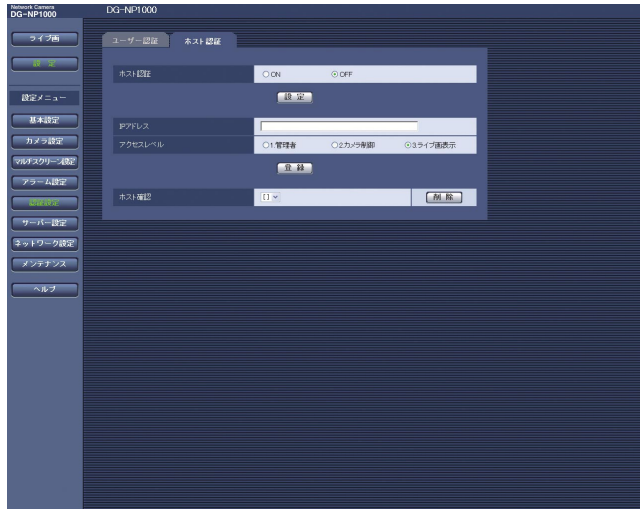 Network Camera
DG-NP1000
DG-NP1000
ライブ画
設 定
設定メニュー
基本設定
カメラ設定
マルチスクリーン設定
アラーム設定
認証設定
サーバー設定
ネットワーク設定
メンテナンス
ヘルプ
ユーザー認証
ホスト認証
ホスト認証 ON OFF
設 定
IPアドレス
アクセスレベル 1.管理者 2.カメラ制御 3.ライブ画表示
登 録
ホスト確認 [ ] 削 除